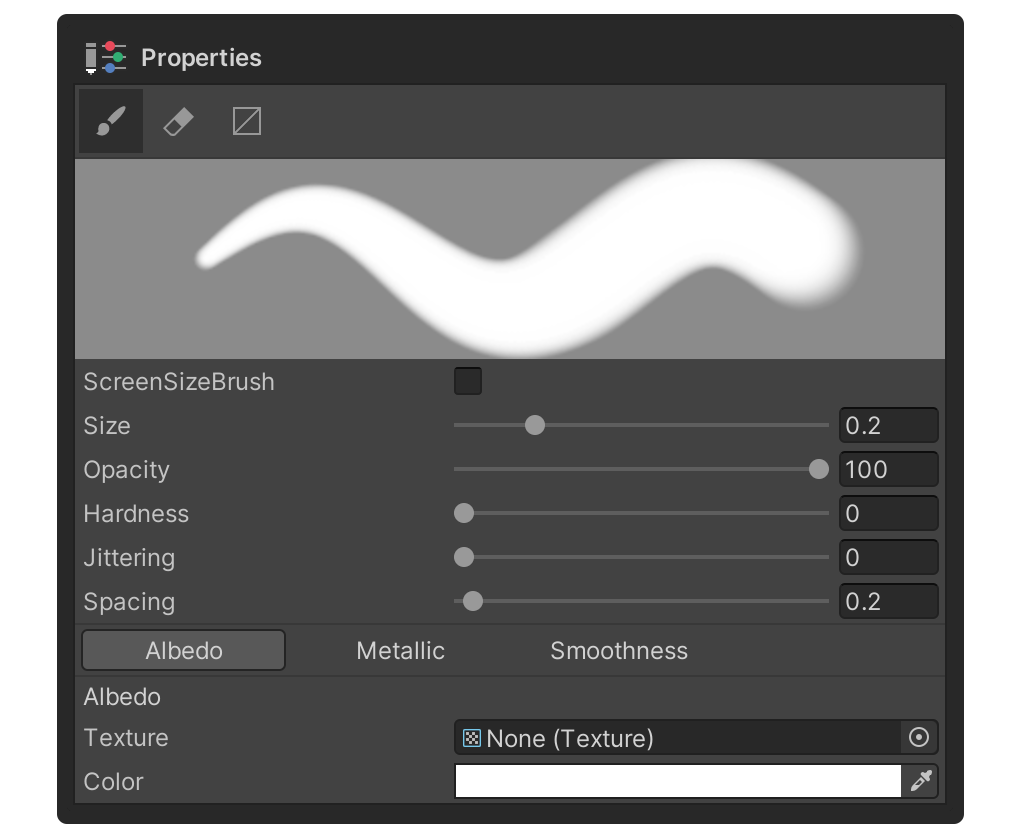 Properties
ScreenSizeBrush
Size 0.2
Opacity 100
Hardness 0
Jittering 0
Spacing 0.2
Albedo Metallic Smoothness
Albedo
Texture None (Texture)
Color